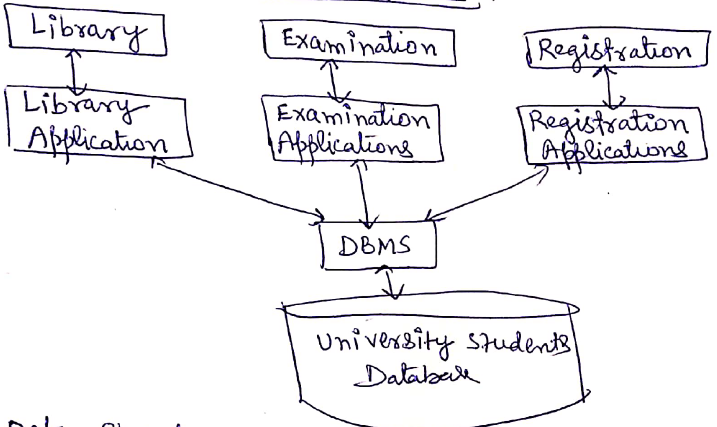 Library
Examination
Registration
Library
Application
Examination
Applications
Registration
Applications
DBMS
University Students
Database